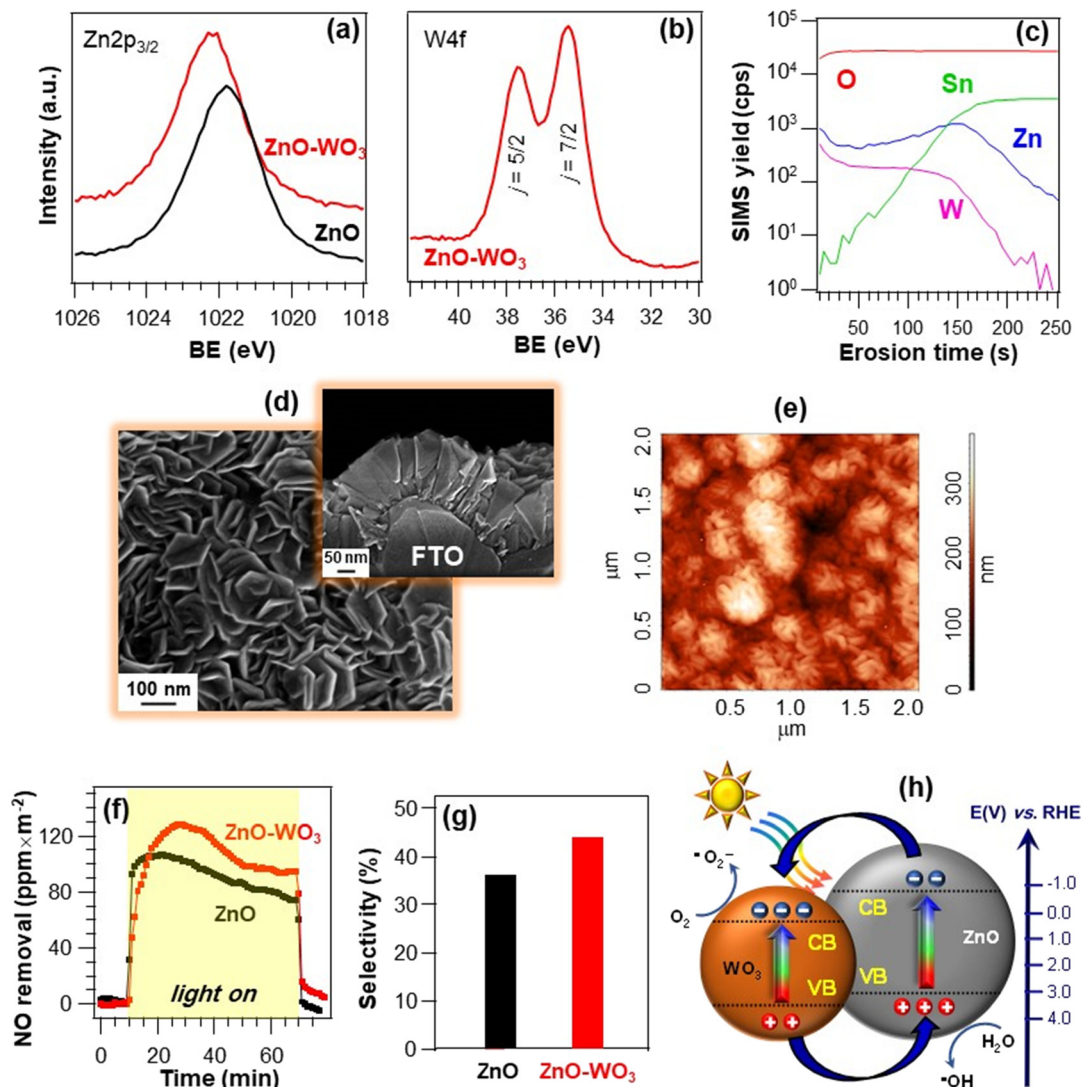 Zn2p3/2
(a)
ZnO-WO3
ZnO
Intensity (a.u.)
1026 1024 1022 1020 1018
BE (eV)
W4f
(b)
j = 5/2
j = 7/2
ZnO-WO3
40 38 36 34 32 30
BE (eV)
(c)
O
Sn
Zn
W
SIMS yield (cps)
10^5
10^4
10^3
10^2
10^1
10^0
50 100 150 200 250
Erosion time (s)
(d)
100 nm
FTO
50 nm
(e)
2.0
1.5
1.0
0.5
0
μm
0.5 1.0 1.5 2.0
μm
300
200
100
0
nm
(f)
ZnO-WO3
ZnO
light on
NO removal (ppm×m^-2)
120
80
40
0
0 20 40 60
Time (min)
(g)
Selectivity (%)
50
40
30
20
10
0
ZnO ZnO-WO3
(h)
E(V) vs. RHE
-1.0
0.0
1.0
2.0
3.0
4.0
·O2−
O2
CB
WO3
VB
CB
ZnO
VB
H2O
·OH